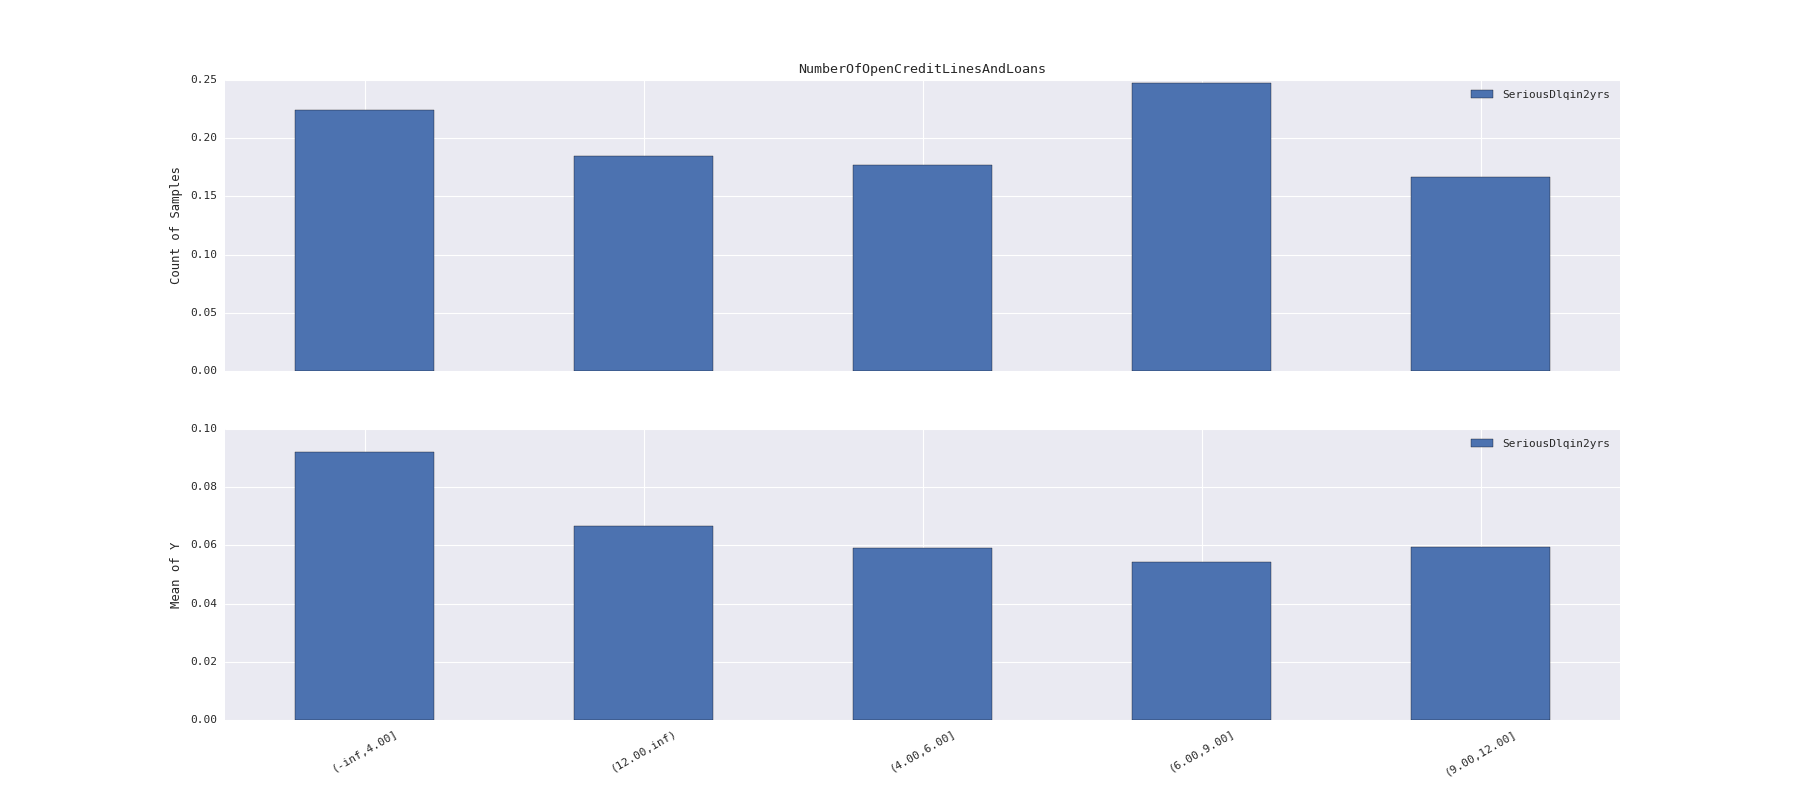 NumberOfOpenCreditLinesAndLoans
0.25
0.20
0.15
0.10
0.05
0.00
Count of Samples
SeriousDlqin2yrs
0.10
0.08
0.06
0.04
0.02
0.00
Mean of Y
SeriousDlqin2yrs
(-inf,4.00]
(12.00,inf)
(4.00,6.00]
(6.00,9.00]
(9.00,12.00]